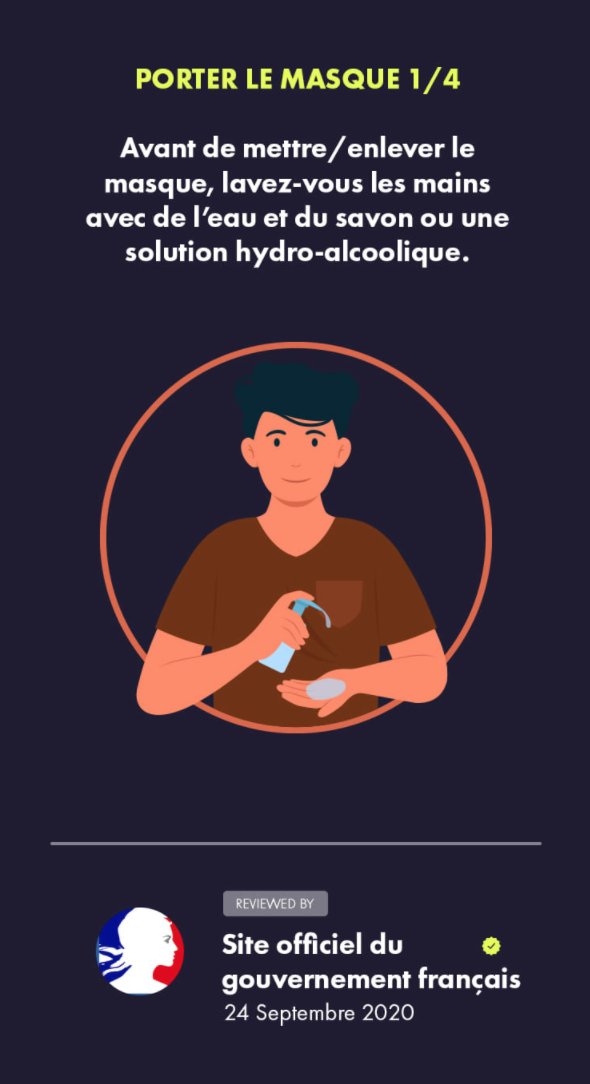 PORTER LE MASQUE 1/4
Avant de mettre/enlever le
masque, lavez-vous les mains
avec de l’eau et du savon ou une
solution hydro-alcoolique.
REVIEWED BY
Site officiel du
gouvernement français
24 Septembre 2020